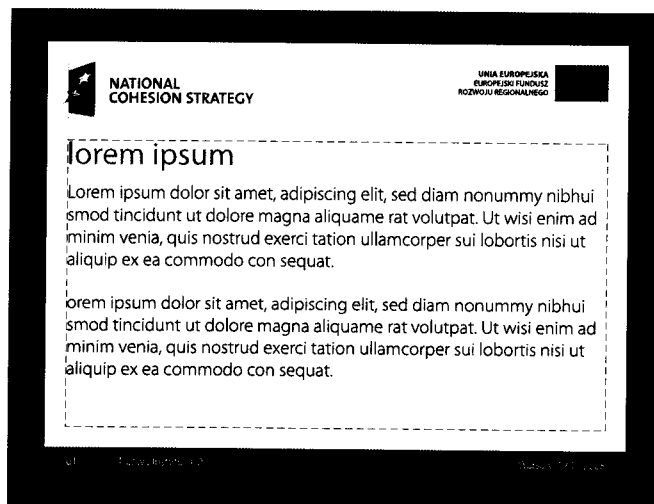 NATIONAL
COHESION STRATEGY
UNIA EUROPEJSKA
EUROPEJSKI FUNDUSZ
ROZWOJU REGIONALNEGO
lorem ipsum
Lorem ipsum dolor sit amet, adipiscing elit, sed diam nonummy nibhui
smod tincidunt ut dolore magna aliquame rat volutpat. Ut wisi enim ad
minim venia, quis nostrud exerci tation ullamcorper sui lobortis nisi ut
aliquip ex ea commodo con sequat.
orem ipsum dolor sit amet, adipiscing elit, sed diam nonummy nibhui
smod tincidunt ut dolore magna aliquame rat volutpat. Ut wisi enim ad
minim venia, quis nostrud exerci tation ullamcorper sui lobortis nisi ut
aliquip ex ea commodo con sequat.